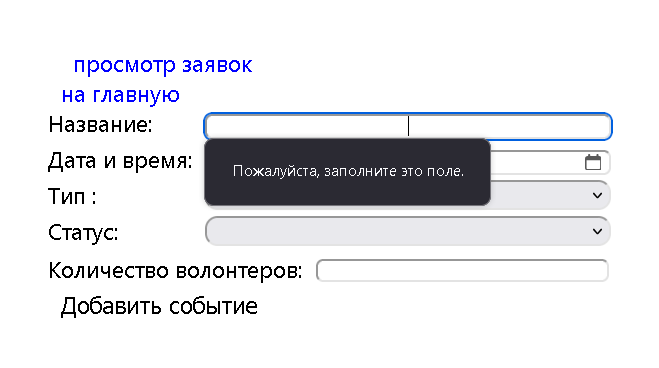 просмотр заявок
на главную
Название:
Дата и время:
Пожалуйста, заполните это поле.
Тип :
Статус:
Количество волонтеров:
Добавить событие